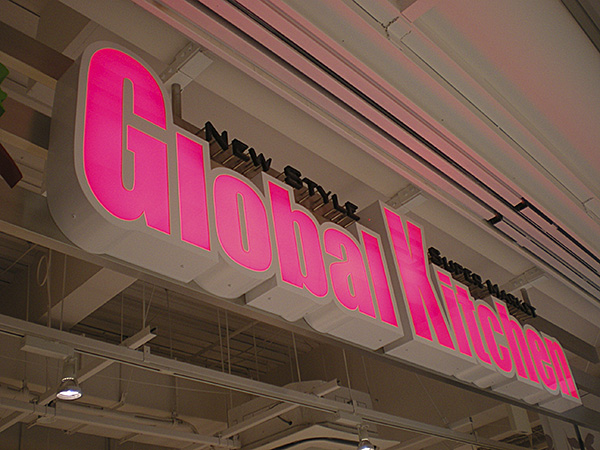 NEW STYLE
SUPER MARKET
Global Kitchen